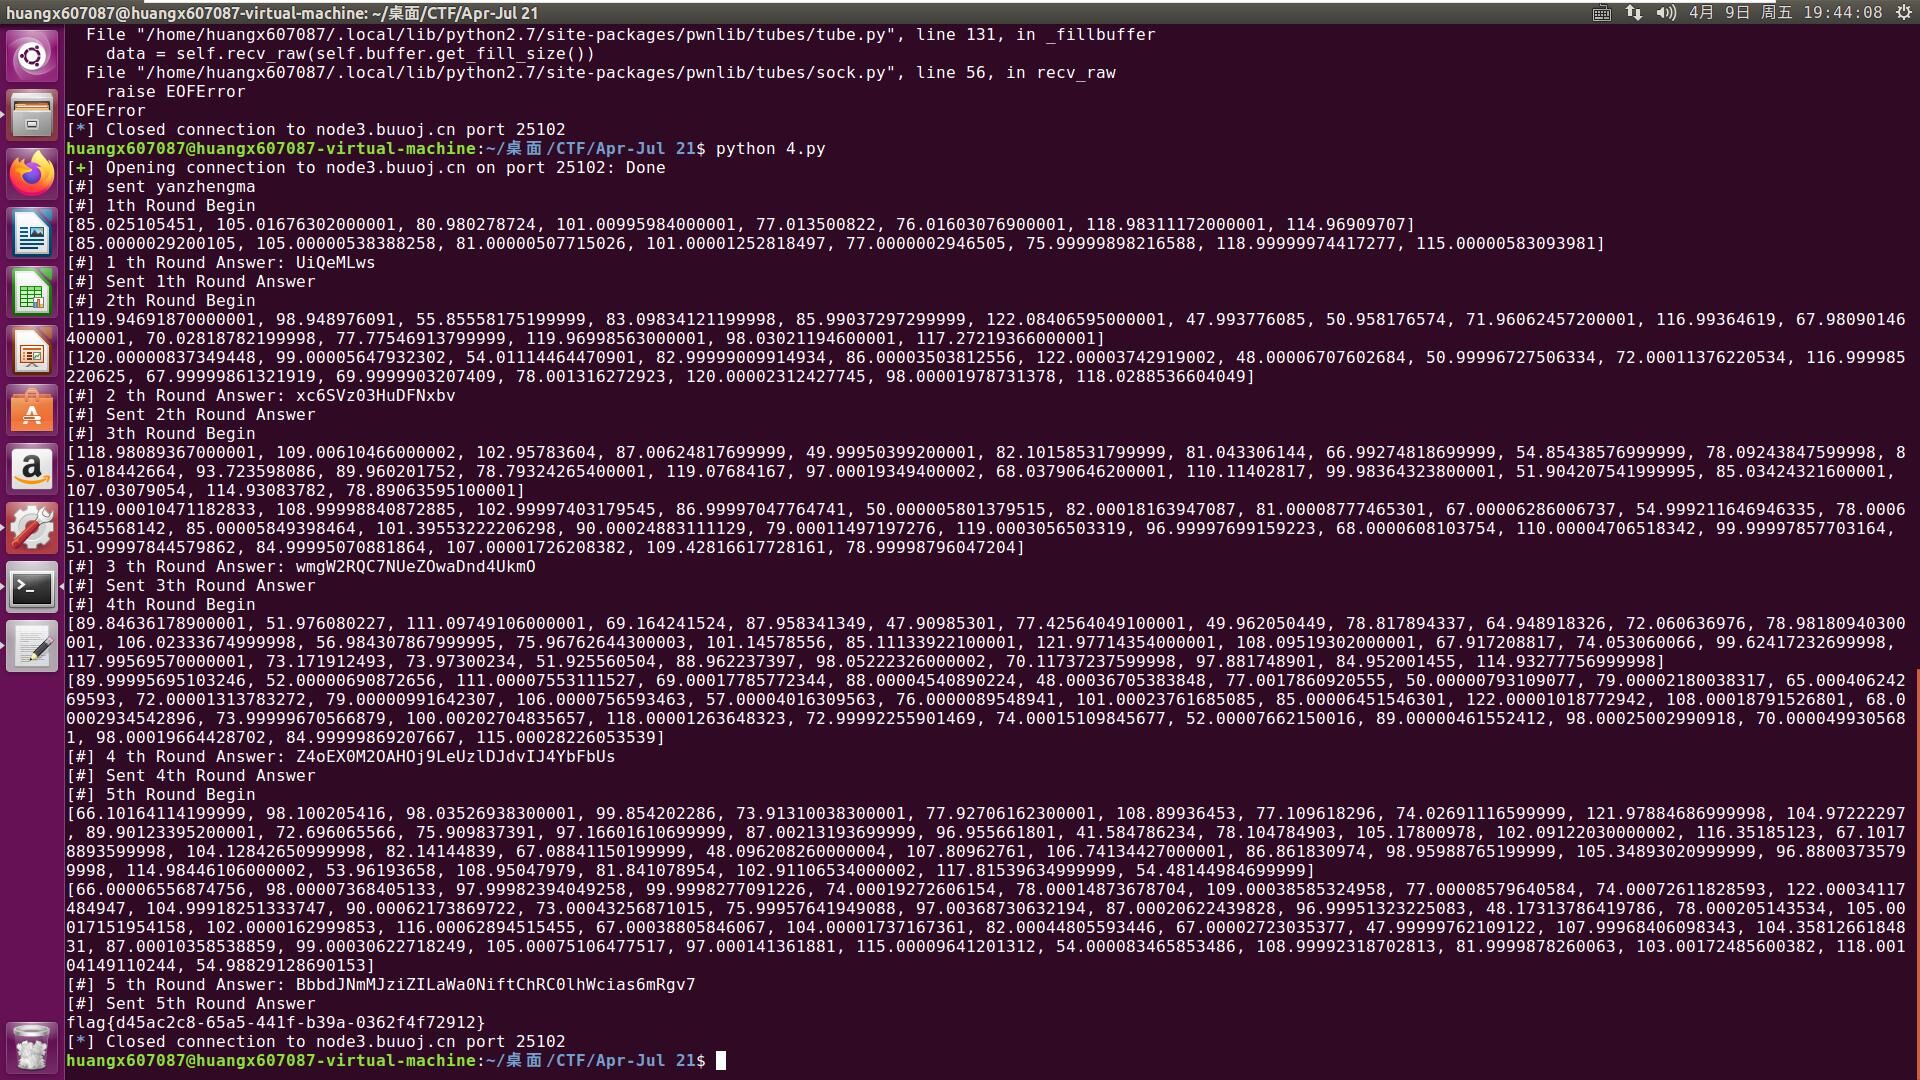 huangx607087@huangx607087-virtual-machine: ~/桌面/CTF/Apr-Jul 21
4月 9日 周五 19:44:08
File "/home/huangx607087/.local/lib/python2.7/site-packages/pwnlib/tubes/tube.py", line 131, in _fillbuffer
data = self.recv_raw(self.buffer.get_fill_size())
File "/home/huangx607087/.local/lib/python2.7/site-packages/pwnlib/tubes/sock.py", line 56, in recv_raw
raise EOFError
EOFError
[*] Closed connection to node3.buuoj.cn port 25102
huangx607087@huangx607087-virtual-machine:~/桌面/CTF/Apr-Jul 21$ python 4.py
[+] Opening connection to node3.buuoj.cn on port 25102: Done
[#] sent yanzhengma
[#] 1th Round Begin
[85.025105451, 105.01676302000001, 80.980278724, 101.00995984000001, 77.013500822, 76.01603076900001, 118.98311172000001, 114.96909707]
[85.0000029200105, 105.00000538388258, 81.00000507715026, 101.00001252818497, 77.0000002946505, 75.99999898216588, 118.99999974417277, 115.00000583093981]
[#] 1 th Round Answer: UiQeMLws
[#] Sent 1th Round Answer
[#] 2th Round Begin
[119.94691870000001, 98.948976091, 55.85558175199999, 83.09834121199998, 85.99037297299999, 122.08406595000001, 47.993776085, 50.958176574, 71.96062457200001, 116.99364619, 67.98090146
400001, 70.02818782199998, 77.77546913799999, 119.96998563000001, 98.03021194600001, 117.27219366000001]
[120.00000837349448, 99.00005647932302, 54.01114464470901, 82.99999009914934, 86.00003503812556, 122.00003742919002, 48.00006707602684, 50.99996727506334, 72.00011376220534, 116.999985
220625, 67.99999861321919, 69.9999903207409, 78.001316272923, 120.00002312427745, 98.00001978731378, 118.0288536604049]
[#] 2 th Round Answer: xc6SVz03HuDFNxbv
[#] Sent 2th Round Answer
[#] 3th Round Begin
[118.98089367000001, 109.00610466000002, 102.95783604, 87.00624817699999, 49.99950399200001, 82.10158531799999, 81.043306144, 66.99274818699999, 54.85438576999999, 78.09243847599998, 8
5.018442664, 93.723598086, 89.960201752, 78.79324265400001, 119.07684167, 97.00019349400002, 68.03790646200001, 110.11402817, 99.98364323800001, 51.904207541999995, 85.03424321600001,
107.03079054, 114.93083782, 78.89063595100001]
[119.00010471182833, 108.99998840872885, 102.99997403179545, 86.99997047764741, 50.000005801379515, 82.00018163947087, 81.00008777465301, 67.00006286006737, 54.999211646946335, 78.0006
3645568142, 85.00005849398464, 101.39553222206298, 90.00024883111129, 79.00011497197276, 119.0003056503319, 96.99997699159223, 68.0000608103754, 110.00004706518342, 99.99997857703164,
51.99997844579862, 84.99995070881864, 107.00001726208382, 109.42816617728161, 78.99998796047204]
[#] 3 th Round Answer: wmgW2RQC7NUeZOwaDnd4UkmO
[#] Sent 3th Round Answer
[#] 4th Round Begin
[89.84636178900001, 51.976080227, 111.09749106000001, 69.164241524, 87.958341349, 47.90985301, 77.42564049100001, 49.962050449, 78.817894337, 64.948918326, 72.060636976, 78.98180940300
001, 106.02333674999998, 56.984307867999995, 75.96762644300003, 101.14578556, 85.11133922100001, 121.97714354000001, 108.09519302000001, 67.917208817, 74.053060066, 99.62417232699998,
117.99569570000001, 73.171912493, 73.97300234, 51.925560504, 88.962237397, 98.05222326000002, 70.11737237599998, 97.881748901, 84.952001455, 114.93277756999998]
[89.99995695103246, 52.00000690872656, 111.00007553111527, 69.00017785772344, 88.00004540890224, 48.00036705383848, 77.0017860920555, 50.00000793109077, 79.00002180038317, 65.000406242
69593, 72.00001313783272, 79.00000991642307, 106.0000756593463, 57.00004016309563, 76.0000089548941, 101.00023761685085, 85.00006451546301, 122.00001018772942, 108.00018791526801, 68.0
00002934542896, 73.99999670566879, 100.00202704835657, 118.00001263648323, 72.99992255901469, 74.00015109845677, 52.00007662150016, 89.00000461552412, 98.00025002990918, 70.00004993056​8
1, 98.00019664428702, 84.99999869207667, 115.00028226053539]
[#] 4 th Round Answer: Z4oEX0M2OAHOj9LeUzlDJdvIJ4YbFbUs
[#] Sent 4th Round Answer
[#] 5th Round Begin
[66.10164114199999, 98.100205416, 98.03526938300001, 99.854202286, 73.91310038300001, 77.92706162300001, 108.89936453, 77.109618296, 74.02691116599999, 121.97884686999998, 104.97222297
, 89.90123395200001, 72.696065566, 75.909837391, 97.16601610699999, 87.00213193699999, 96.955661801, 41.584786234, 78.104784903, 105.17800978, 102.09122030000002, 116.35185123, 67.1017
8893599998, 104.12842650999998, 82.14144839, 67.08841150199999, 48.096208260000004, 107.80962761, 106.74134427000001, 86.861830974, 98.95988765199999, 105.34893020999999, 96.8800373579
9998, 114.98446106000002, 53.96193658, 108.95047979, 81.841078954, 102.91106534000002, 117.81539634999999, 54.48144984699999]
[66.00006556874756, 98.00007368405133, 97.99982394049258, 99.9998277091226, 74.00019272606154, 78.00014873678704, 109.00038585324958, 77.00008579640584, 74.00072611828593, 122.00034117
484947, 104.99918251333747, 90.00062173869722, 73.00043256871015, 75.99957641949088, 97.00368730632194, 87.00020622439828, 96.99951323225083, 48.17313786419786, 78.000205143534, 105.00
017151954158, 102.0000162999853, 116.00062894515455, 67.00038805846067, 104.00001737167361, 82.00044805593446, 67.00002723035377, 47.99999762109122, 107.99968406098343, 104.35812661848
31, 87.00010358538859, 99.00030622718249, 105.00075106477517, 97.000141361881, 115.00009641201312, 54.000083465853486, 108.99992318702813, 81.9999878260063, 103.00172485600382, 118.001
04149110244, 54.98829128690153]
[#] 5 th Round Answer: BbbdJNmMJziZILaWa0NiftChRC0lhWcias6mRgv7
[#] Sent 5th Round Answer
flag{d45ac2c8-65a5-441f-b39a-0362f4f72912}
[*] Closed connection to node3.buuoj.cn port 25102
huangx607087@huangx607087-virtual-machine:~/桌面/CTF/Apr-Jul 21$